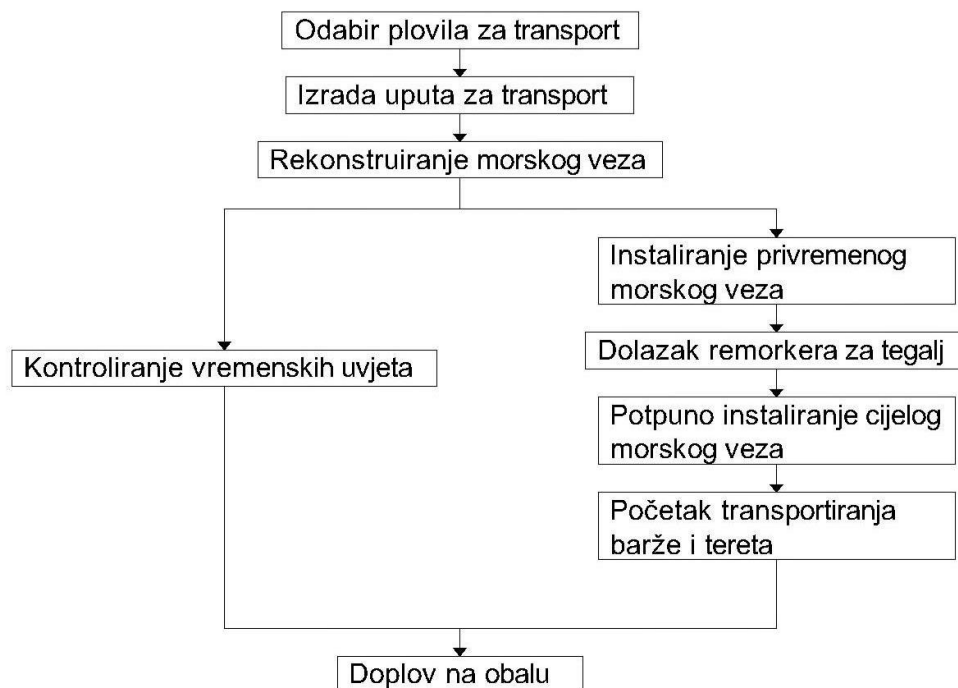 Odabir plovila za transport
Izrada uputa za transport
Rekonstruiranje morskog veza
Instaliranje privremenog
morskog veza
Dolazak remorkera za tegalj
Kontroliranje vremenskih uvjeta
Potpuno instaliranje cijelog
morskog veza
Početak transportiranja
barže i tereta
Doplov na obalu